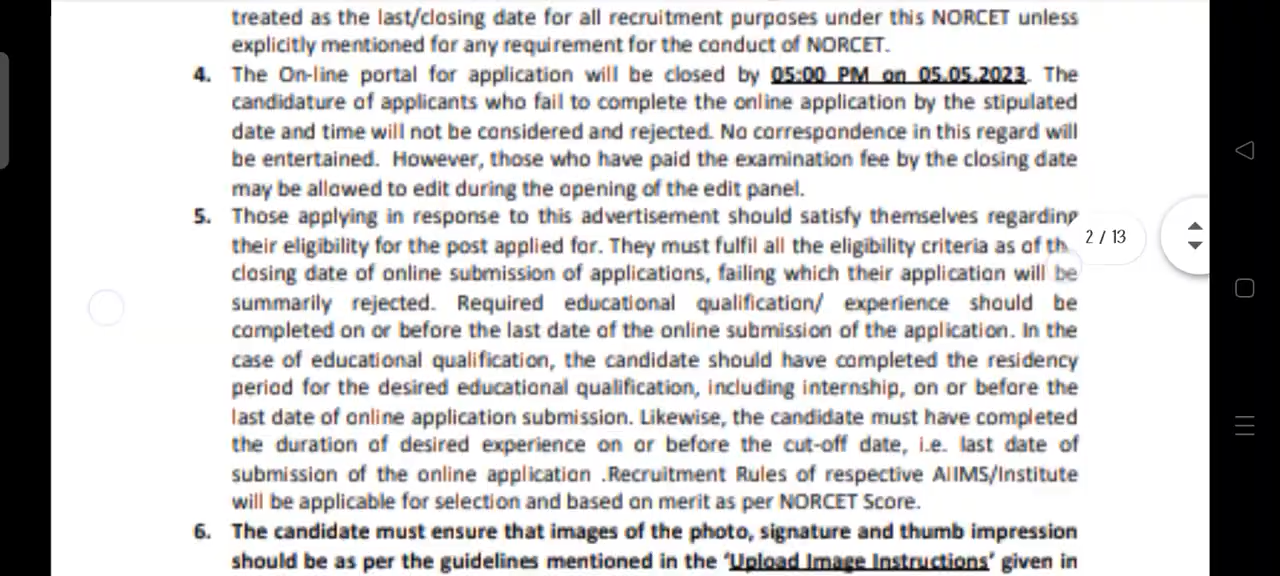 treated as the last/closing date for all recruitment purposes under this NORCET unless
explicitly mentioned for any requirement for the conduct of NORCET.
4. The On-line portal for application will be closed by 05:00 PM on 05.05.2023. The
candidature of applicants who fail to complete the online application by the stipulated
date and time will not be considered and rejected. No correspondence in this regard will
be entertained. However, those who have paid the examination fee by the closing date
may be allowed to edit during the opening of the edit panel.
5. Those applying in response to this advertisement should satisfy themselves regarding
their eligibility for the post applied for. They must fulfil all the eligibility criteria as of th
2 / 13
closing date of online submission of applications, failing which their application will be
summarily rejected. Required educational qualification/ experience should be
completed on or before the last date of the online submission of the application. In the
case of educational qualification, the candidate should have completed the residency
period for the desired educational qualification, including internship, on or before the
last date of online application submission. Likewise, the candidate must have completed
the duration of desired experience on or before the cut-off date, i.e. last date of
submission of the online application .Recruitment Rules of respective AIIMS/Institute
will be applicable for selection and based on merit as per NORCET Score.
6. The candidate must ensure that images of the photo, signature and thumb impression
should be as per the guidelines mentioned in the ‘Upload Image Instructions’ given in